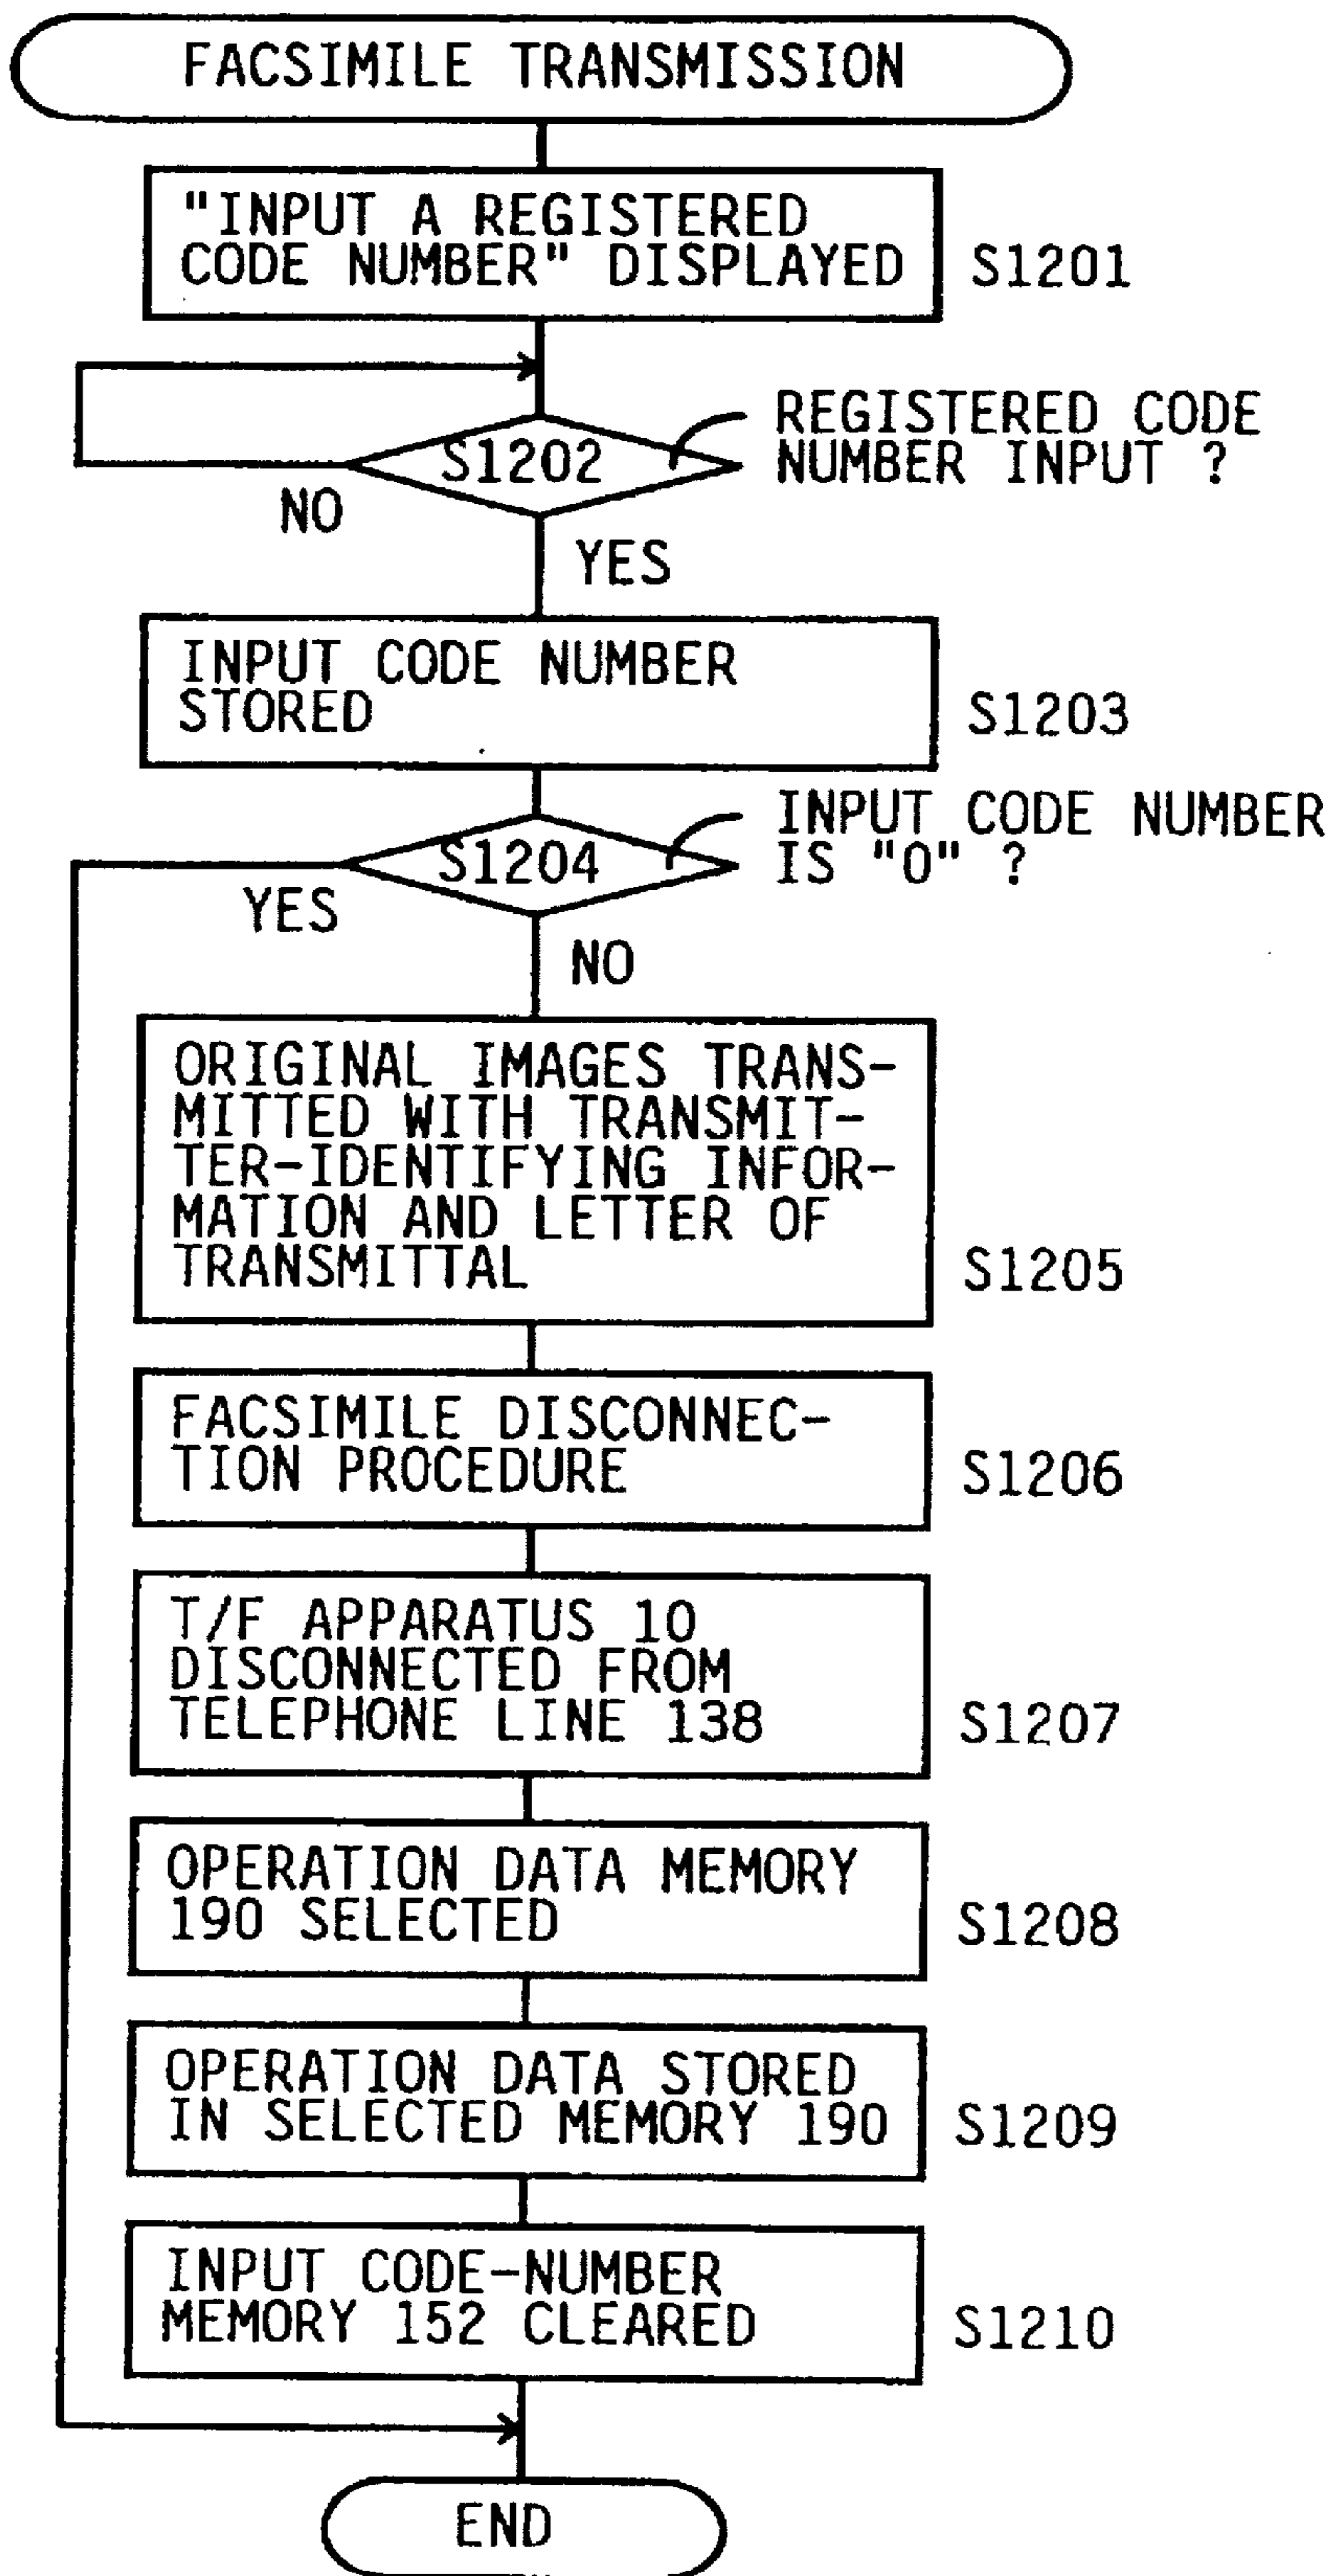 FACSIMILE TRANSMISSION
"INPUT A REGISTERED
CODE NUMBER" DISPLAYED
S1201
S1202
REGISTERED CODE
NUMBER INPUT ?
NO
YES
INPUT CODE NUMBER
STORED
S1203
S1204
INPUT CODE NUMBER
IS "0" ?
YES
NO
ORIGINAL IMAGES TRANS-
MITTED WITH TRANSMIT-
TER-IDENTIFYING INFOR-
MATION AND LETTER OF
TRANSMITTAL
S1205
FACSIMILE DISCONNEC-
TION PROCEDURE
S1206
T/F APPARATUS 10
DISCONNECTED FROM
TELEPHONE LINE 138
S1207
OPERATION DATA MEMORY
190 SELECTED
S1208
OPERATION DATA STORED
IN SELECTED MEMORY 190
S1209
INPUT CODE-NUMBER
MEMORY 152 CLEARED
S1210
END